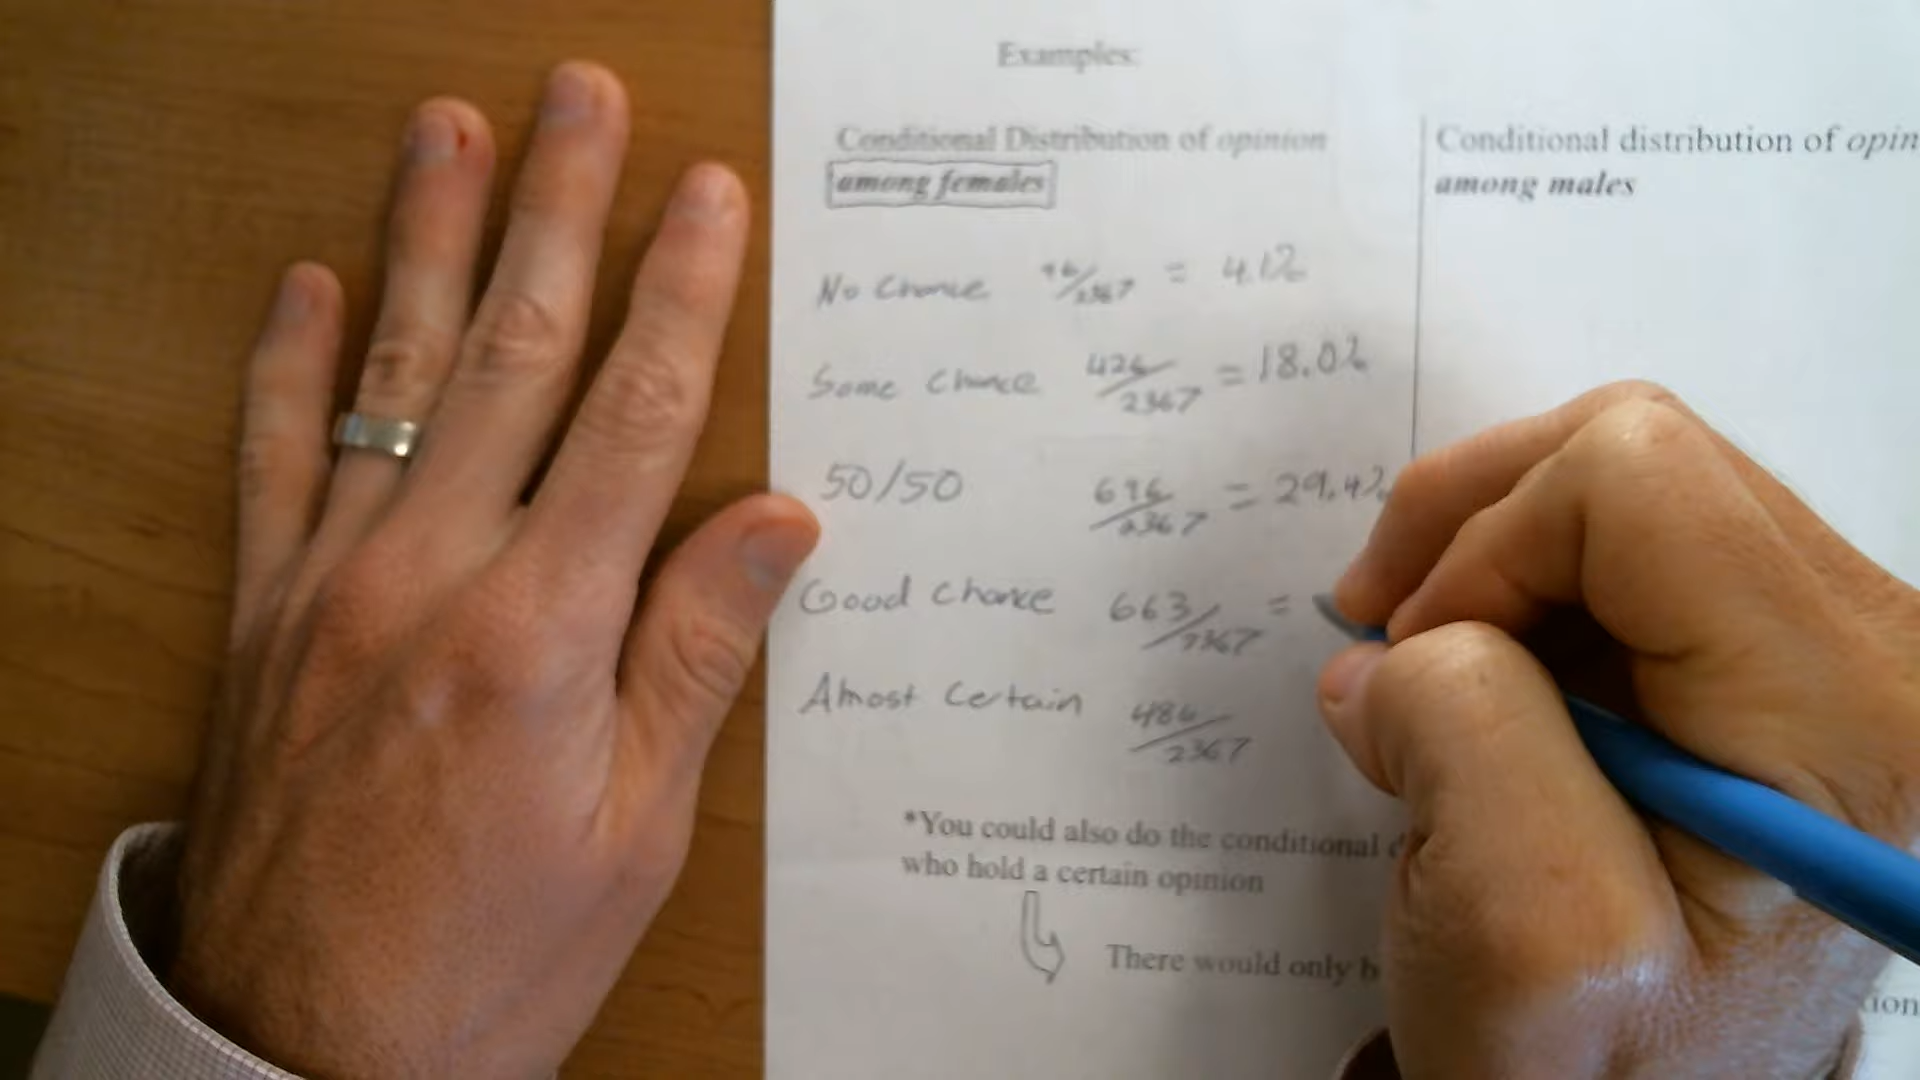 Examples:
Conditional Distribution of opinion
among females
Conditional distribution of opin
among males
No Chance 96/2367 = 4.1%
Some Chance 426/2367 = 18.0%
50/50 696/2367 = 29.4%
Good Chance 663/2367 =
Almost Certain 486/2367
*You could also do the conditional d
who hold a certain opinion
There would only b
tion